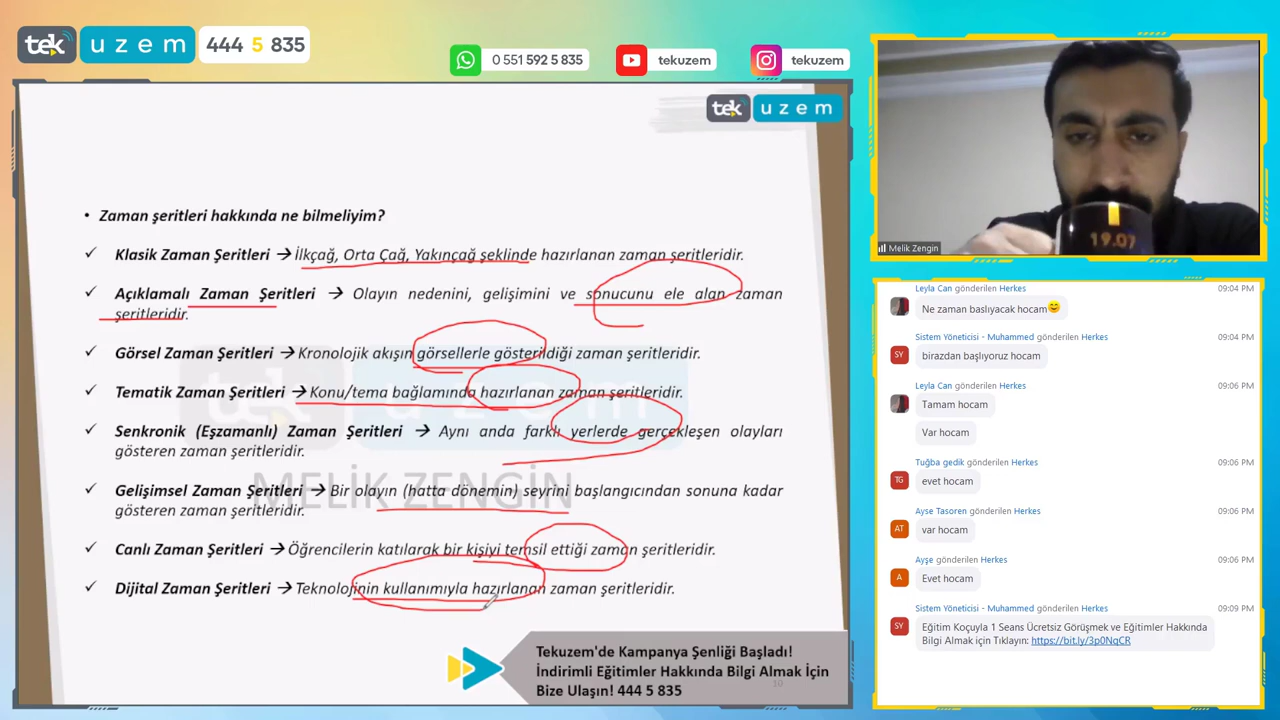 tek uzem 444 5 835
0 551 592 5 835
tekuzem
tekuzem
tek uzem
• Zaman şeritleri hakkında ne bilmeliyim?
✓ Klasik Zaman Şeritleri → İlkçağ, Orta Çağ, Yakınçağ şeklinde hazırlanan zaman şeritleridir.
✓ Açıklamalı Zaman Şeritleri → Olayın nedenini, gelişimini ve sonucunu ele alan zaman
şeritleridir.
✓ Görsel Zaman Şeritleri → Kronolojik akışın görsellerle gösterildiği zaman şeritleridir.
✓ Tematik Zaman Şeritleri → Konu/tema bağlamında hazırlanan zaman şeritleridir.
✓ Senkronik (Eşzamanlı) Zaman Şeritleri → Aynı anda farklı yerlerde gerçekleşen olayları
gösteren zaman şeritleridir.
MELİK ZENGİN
✓ Gelişimsel Zaman Şeritleri → Bir olayın (hatta dönemin) seyrini başlangıcından sonuna kadar
gösteren zaman şeritleridir.
✓ Canlı Zaman Şeritleri → Öğrencilerin katılarak bir kişiyi temsil ettiği zaman şeritleridir.
✓ Dijital Zaman Şeritleri → Teknolojinin kullanımıyla hazırlanan zaman şeritleridir.
Tekuzem'de Kampanya Şenliği Başladı!
İndirimli Eğitimler Hakkında Bilgi Almak İçin
Bize Ulaşın! 444 5 835
10
19.07
Melik Zengin
Leyla Can gönderilen Herkes 09:04 PM
Ne zaman baslıyacak hocam😊
Sistem Yöneticisi - Muhammed gönderilen Herkes 09:04 PM
SY birazdan başlıyoruz hocam
Leyla Can gönderilen Herkes 09:06 PM
Tamam hocam
Var hocam
Tuğba gedik gönderilen Herkes 09:06 PM
TG evet hocam
Ayse Tasoren gönderilen Herkes 09:06 PM
AT var hocam
Ayşe gönderilen Herkes 09:06 PM
A Evet hocam
Sistem Yöneticisi - Muhammed gönderilen Herkes 09:09 PM
SY Eğitim Koçuyla 1 Seans Ücretsiz Görüşmek ve Eğitimler Hakkında
Bilgi Almak için Tıklayın: https://bit.ly/3p0NqCR